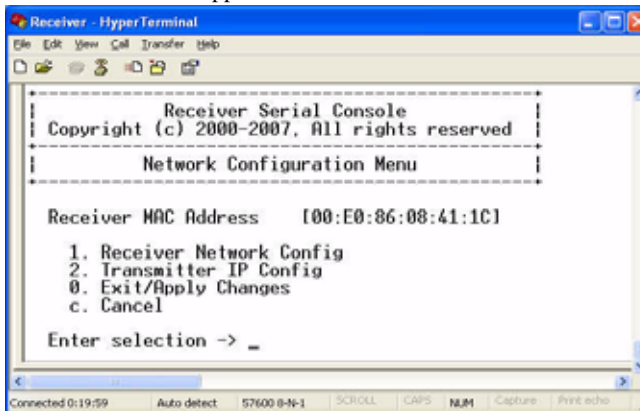 Receiver - HyperTerminal
File Edit View Call Transfer Help
Receiver Serial Console
Copyright (c) 2000-2007, All rights reserved
Network Configuration Menu
Receiver MAC Address [00:E0:86:08:41:1C]
1. Receiver Network Config
2. Transmitter IP Config
0. Exit/Apply Changes
c. Cancel
Enter selection -> _
Connected 0:19:59 Auto detect 57600 8-N-1 SCROLL CAPS NUM Capture Print echo